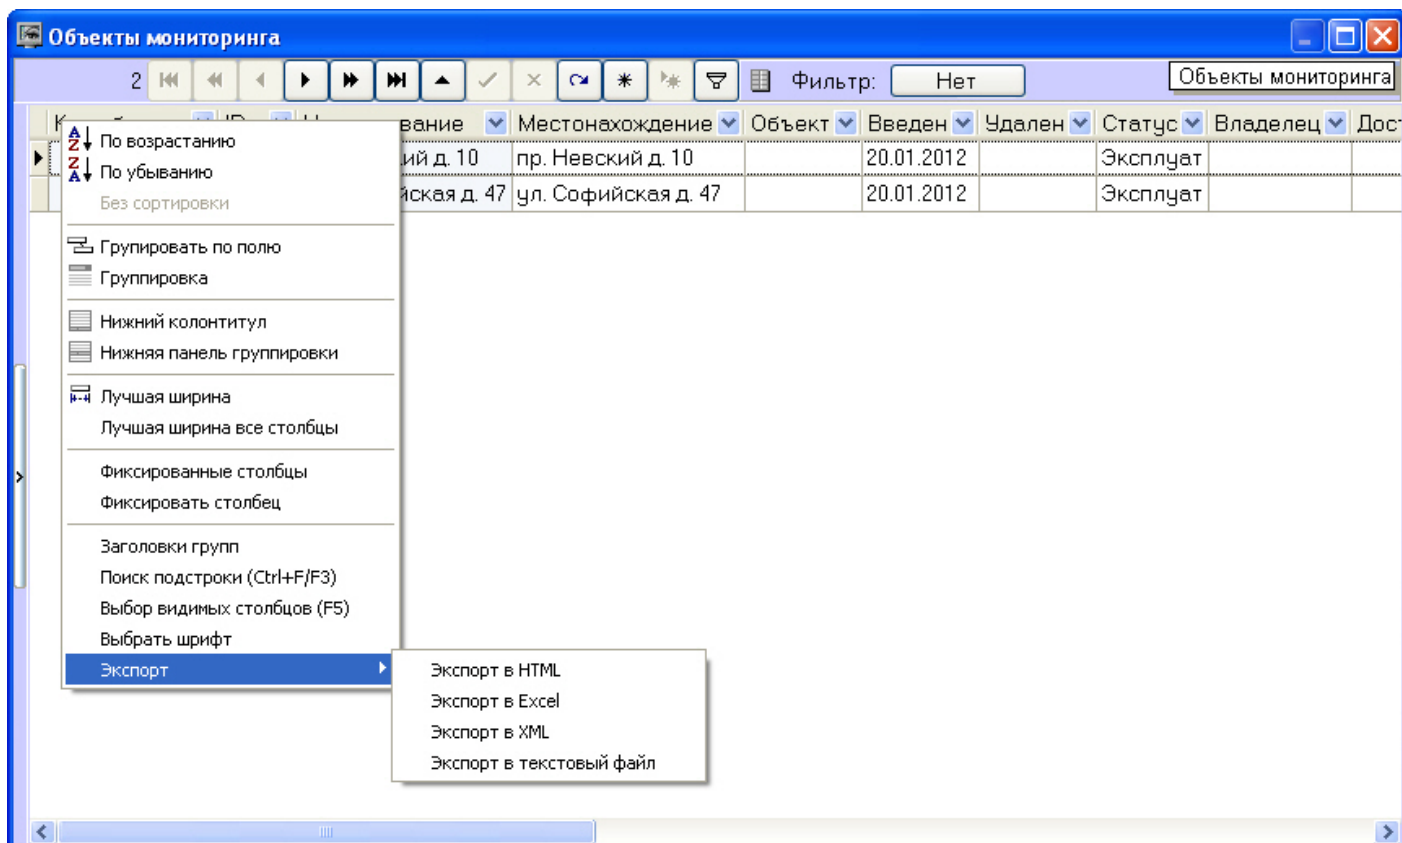 Объекты мониторинга
2 Фильтр: Нет Объекты мониторинга
Местонахождение Объект Введен Удален Статус Владелец
10 пр. Невский д. 10 20.01.2012 Эксплуат
47 ул. Софийская д. 47 20.01.2012 Эксплуат
По возрастанию
По убыванию
Без сортировки
Групировать по полю
Группировка
Нижний колонтитул
Нижняя панель группировки
Лучшая ширина
Лучшая ширина все столбцы
Фиксированные столбцы
Фиксировать столбец
Заголовки групп
Поиск подстроки (Ctrl+F/F3)
Выбор видимых столбцов (F5)
Выбрать шрифт
Экспорт
Экспорт в HTML
Экспорт в Excel
Экспорт в XML
Экспорт в текстовый файл